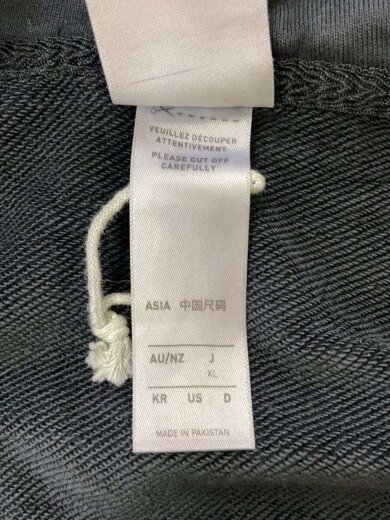 VEUILLEZ DÉCOUPER
ATTENTIVEMENT
PLEASE CUT OFF
CAREFULLY
ASIA 中国尺码
AU/NZ J
XL
KR US D
MADE IN PAKISTAN